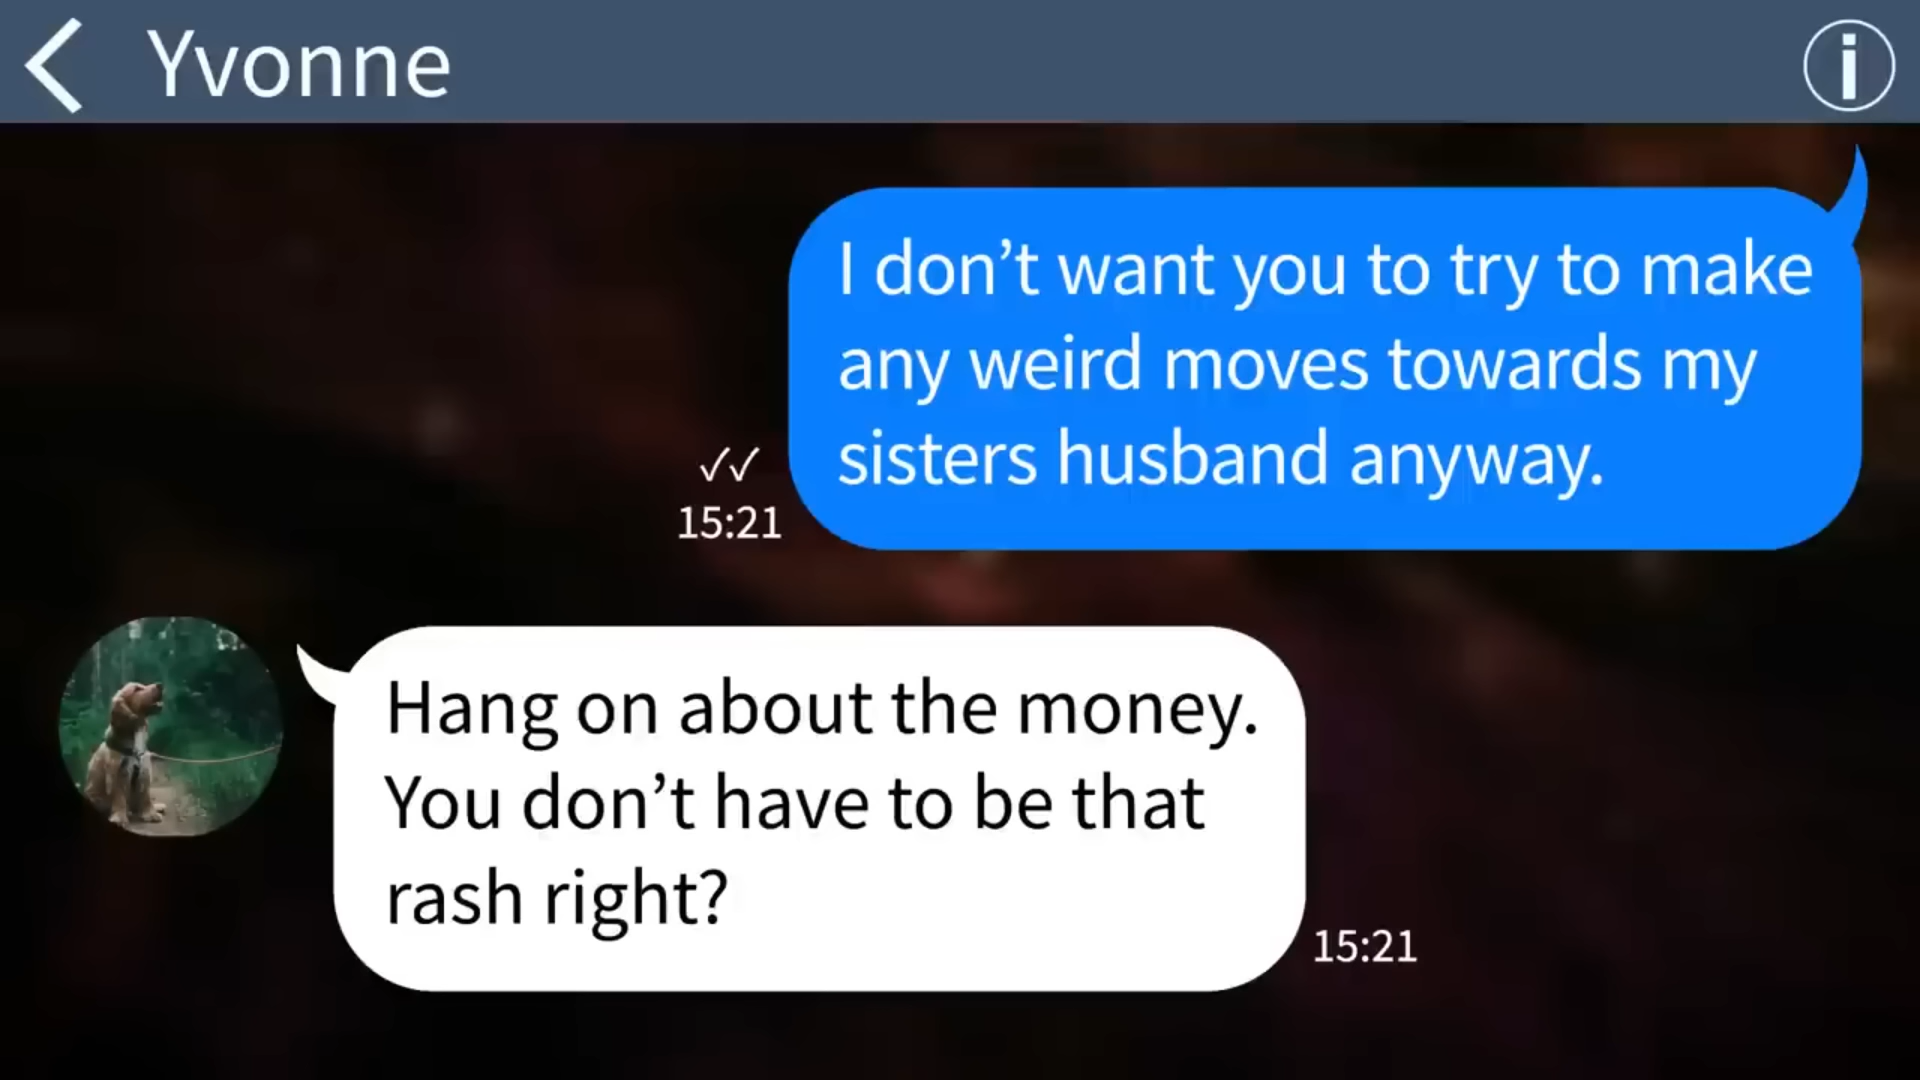 Yvonne
I don’t want you to try to make
any weird moves towards my
sisters husband anyway.
✓✓
15:21
Hang on about the money.
You don’t have to be that
rash right?
15:21